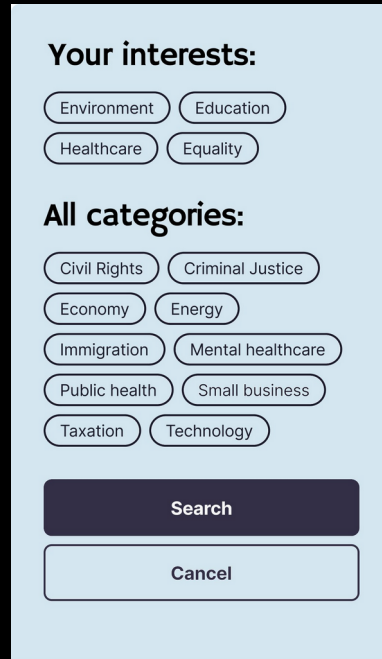 Your interests:
Environment Education
Healthcare Equality
All categories:
Civil Rights Criminal Justice
Economy Energy
Immigration Mental healthcare
Public health Small business
Taxation Technology
Search
Cancel